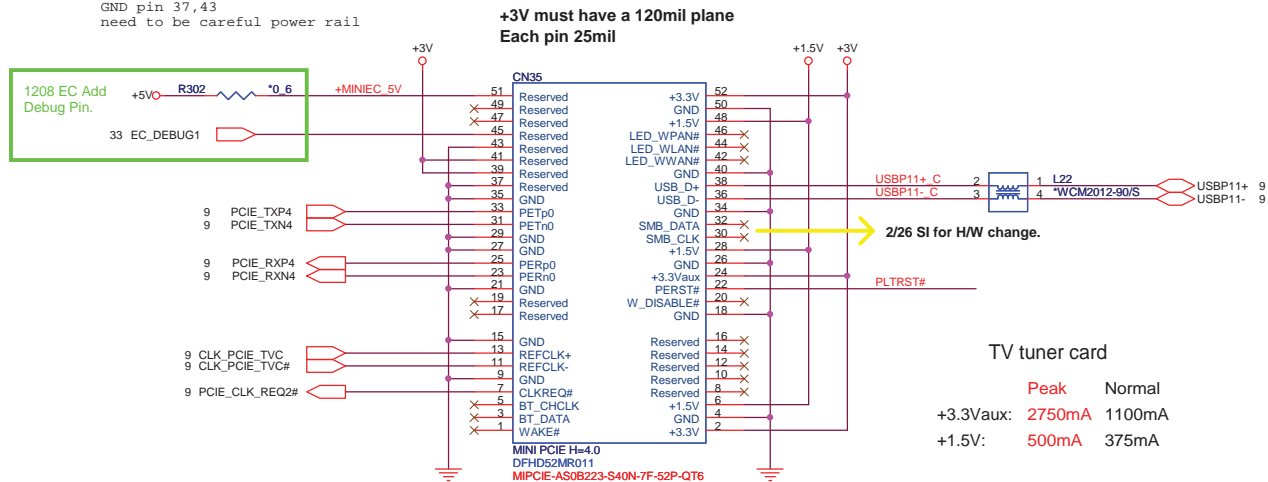 GND pin 37,43
need to be careful power rail
+3V must have a 120mil plane
Each pin 25mil
+3V
+1.5V +3V
1208 EC Add
Debug Pin.
+5V R302 *0_6 +MINIEC_5V
33 EC_DEBUG1
CN35
51 Reserved +3.3V 52
49 Reserved GND 50
47 Reserved +1.5V 48
45 Reserved LED_WPAN# 46
43 Reserved LED_WLAN# 44
41 Reserved LED_WWAN# 42
39 Reserved GND 40
37 Reserved USB_D+ 38 USBP11+_C 2 1 L22 USBP11+ 9
35 GND USB_D- 36 USBP11-_C 3 4 *WCM2012-90/S USBP11- 9
9 PCIE_TXP4 33 PETp0 GND 34
9 PCIE_TXN4 31 PETn0 SMB_DATA 32
29 GND SMB_CLK 30 2/26 SI for H/W change.
27 GND +1.5V 28
9 PCIE_RXP4 25 PERp0 GND 26
9 PCIE_RXN4 23 PERn0 +3.3Vaux 24
21 GND PERST# 22 PLTRST#
19 Reserved W_DISABLE# 20
17 Reserved GND 18
15 GND Reserved 16
9 CLK_PCIE_TVC 13 REFCLK+ Reserved 14
9 CLK_PCIE_TVC# 11 REFCLK- Reserved 12
9 GND Reserved 10
9 PCIE_CLK_REQ2# 7 CLKREQ# Reserved 8
5 BT_CHCLK +1.5V 6
3 BT_DATA GND 4
1 WAKE# +3.3V 2
MINI PCIE H=4.0
DFHD52MR011
MIPCIE-AS0B223-S40N-7F-52P-QT6
TV tuner card
Peak Normal
+3.3Vaux: 2750mA 1100mA
+1.5V: 500mA 375mA